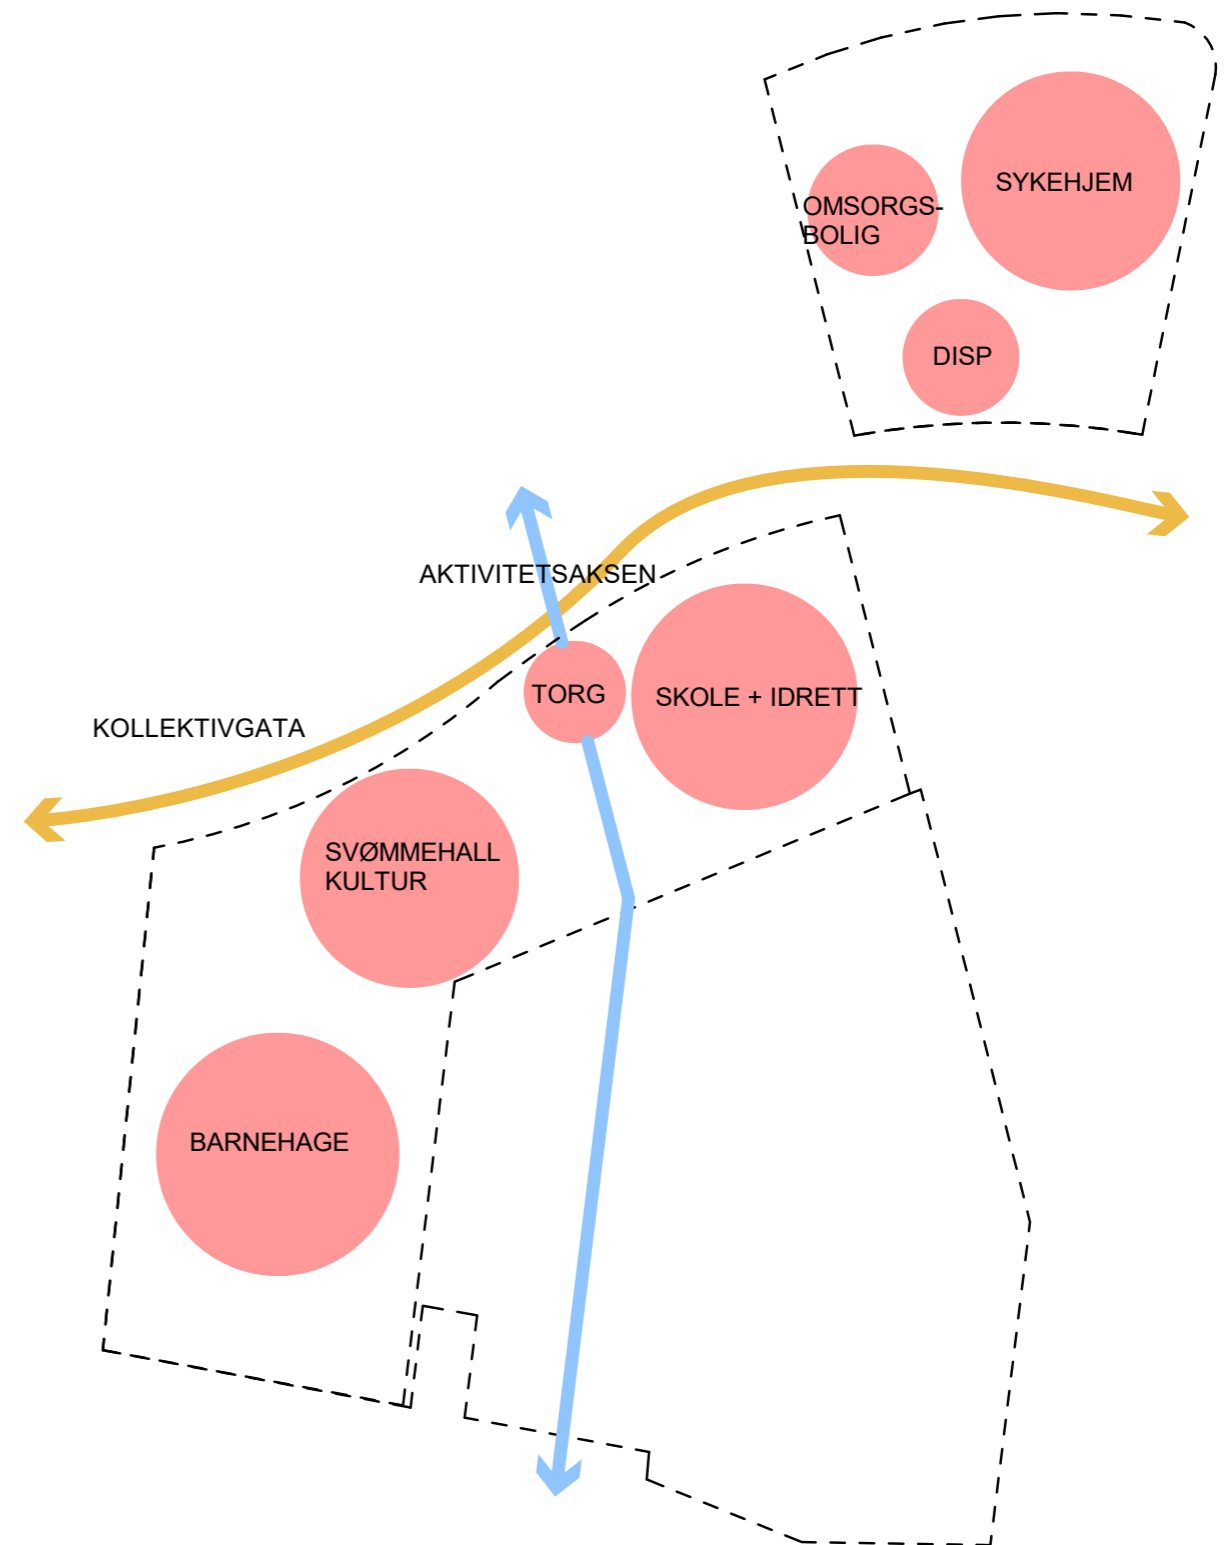 SYKEHJEM
OMSORGS-
BOLIG
DISP
AKTIVITETSAKSEN
TORG
SKOLE + IDRETT
KOLLEKTIVGATA
SVØMMEHALL
KULTUR
BARNEHAGE